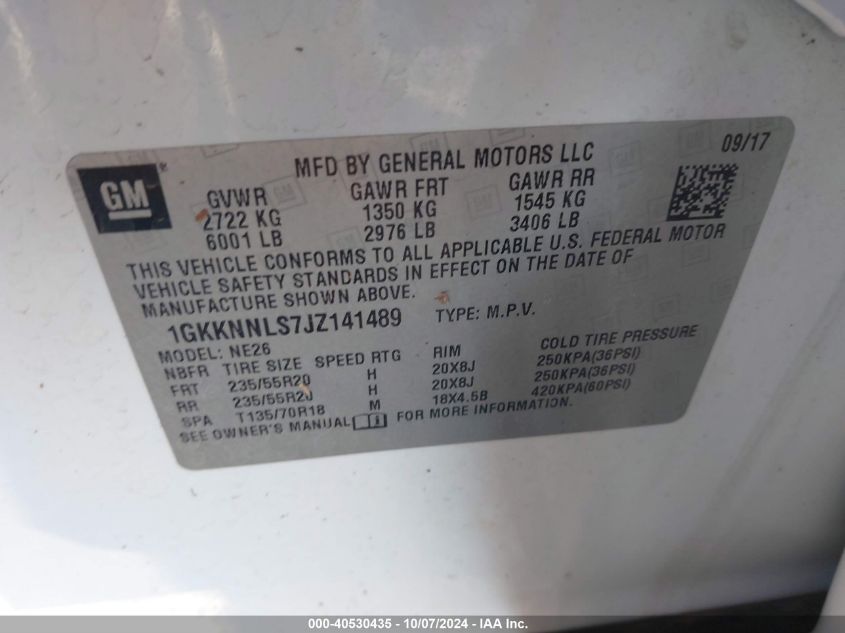 GM ®
MFD BY GENERAL MOTORS LLC 09/17
GVWR GAWR FRT GAWR RR
2722 KG 1350 KG 1545 KG
6001 LB 2976 LB 3406 LB
THIS VEHICLE CONFORMS TO ALL APPLICABLE U.S. FEDERAL MOTOR
VEHICLE SAFETY STANDARDS IN EFFECT ON THE DATE OF
MANUFACTURE SHOWN ABOVE.
1GKKNNLS7JZ141489 TYPE: M.P.V.
MODEL: NE26
NBFR TIRE SIZE SPEED RTG RIM COLD TIRE PRESSURE
FRT 235/55R20 H 20X8J 250KPA(36PSI)
RR 235/55R20 H 20X8J 250KPA(36PSI)
SPA T135/70R18 M 18X4.5B 420KPA(60PSI)
SEE OWNER'S MANUAL FOR MORE INFORMATION.
000-40530435 - 10/07/2024 - IAA Inc.